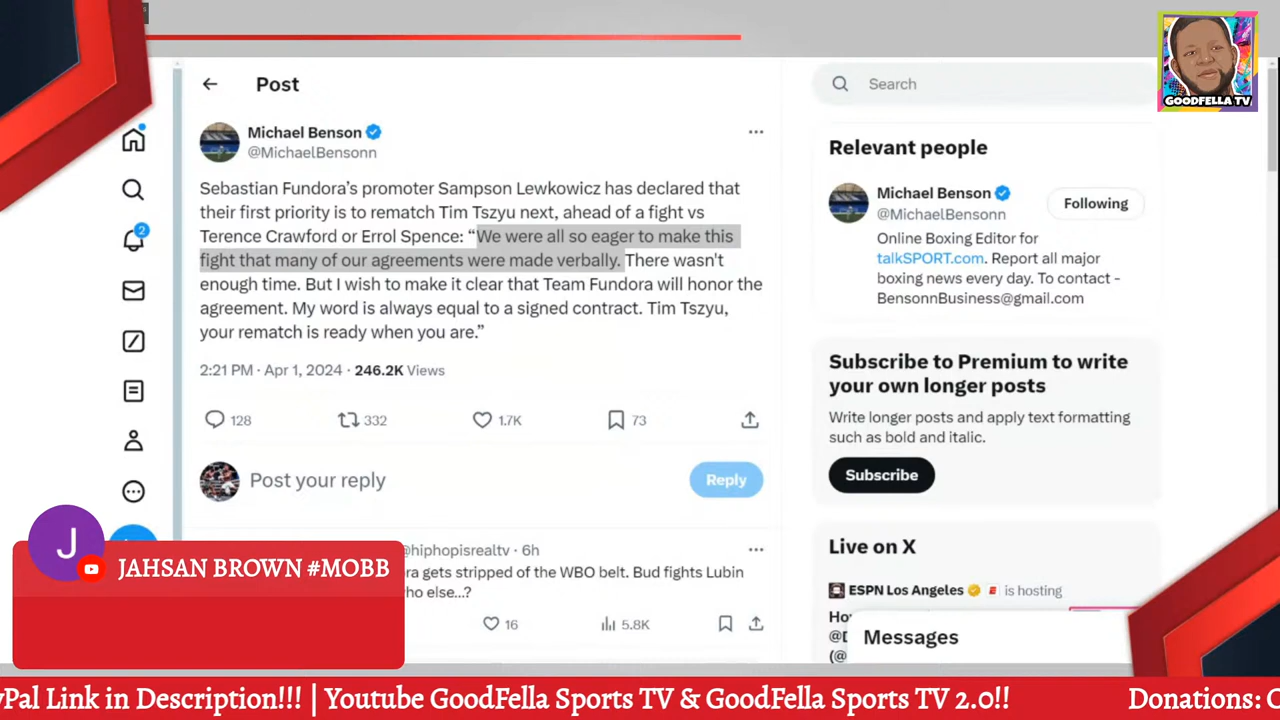 GOODFELLA TV
Post
Search
Michael Benson
@MichaelBensonn
Sebastian Fundora's promoter Sampson Lewkowicz has declared that
their first priority is to rematch Tim Tszyu next, ahead of a fight vs
Terence Crawford or Errol Spence: “We were all so eager to make this
fight that many of our agreements were made verbally. There wasn't
enough time. But I wish to make it clear that Team Fundora will honor the
agreement. My word is always equal to a signed contract. Tim Tszyu,
your rematch is ready when you are.”
2:21 PM · Apr 1, 2024 · 246.2K Views
128 332 1.7K 73
Post your reply
Reply
@hiphopisrealtv · 6h
ra gets stripped of the WBO belt. Bud fights Lubin
ho else...?
16 5.8K
2
Relevant people
Michael Benson
@MichaelBensonn
Following
Online Boxing Editor for
talkSPORT.com. Report all major
boxing news every day. To contact -
BensonnBusiness@gmail.com
Subscribe to Premium to write
your own longer posts
Write longer posts and apply text formatting
such as bold and italic.
Subscribe
Live on X
ESPN Los Angeles is hosting
Ho
@D
(@
Messages
J
JAHSAN BROWN #MOBB
yPal Link in Description!!! | Youtube GoodFella Sports TV & GoodFella Sports TV 2.0!! Donations: C